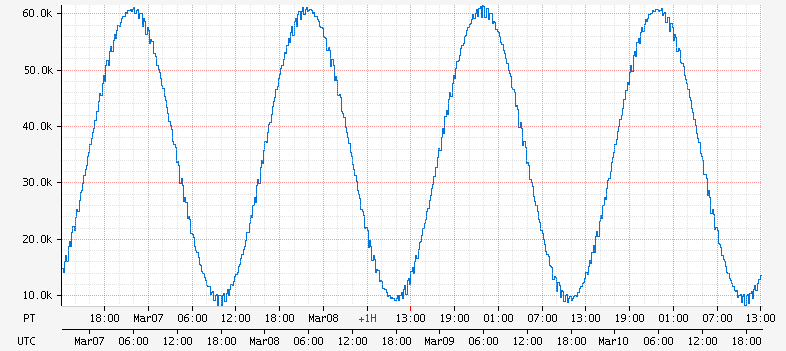 60.0k
50.0k
40.0k
30.0k
20.0k
10.0k
PT 18:00 Mar07 06:00 12:00 18:00 Mar08 +1H 13:00 19:00 01:00 07:00 13:00 19:00 01:00 07:00 13:00
UTC Mar07 06:00 12:00 18:00 Mar08 06:00 12:00 18:00 Mar09 06:00 12:00 18:00 Mar10 06:00 12:00 18:00